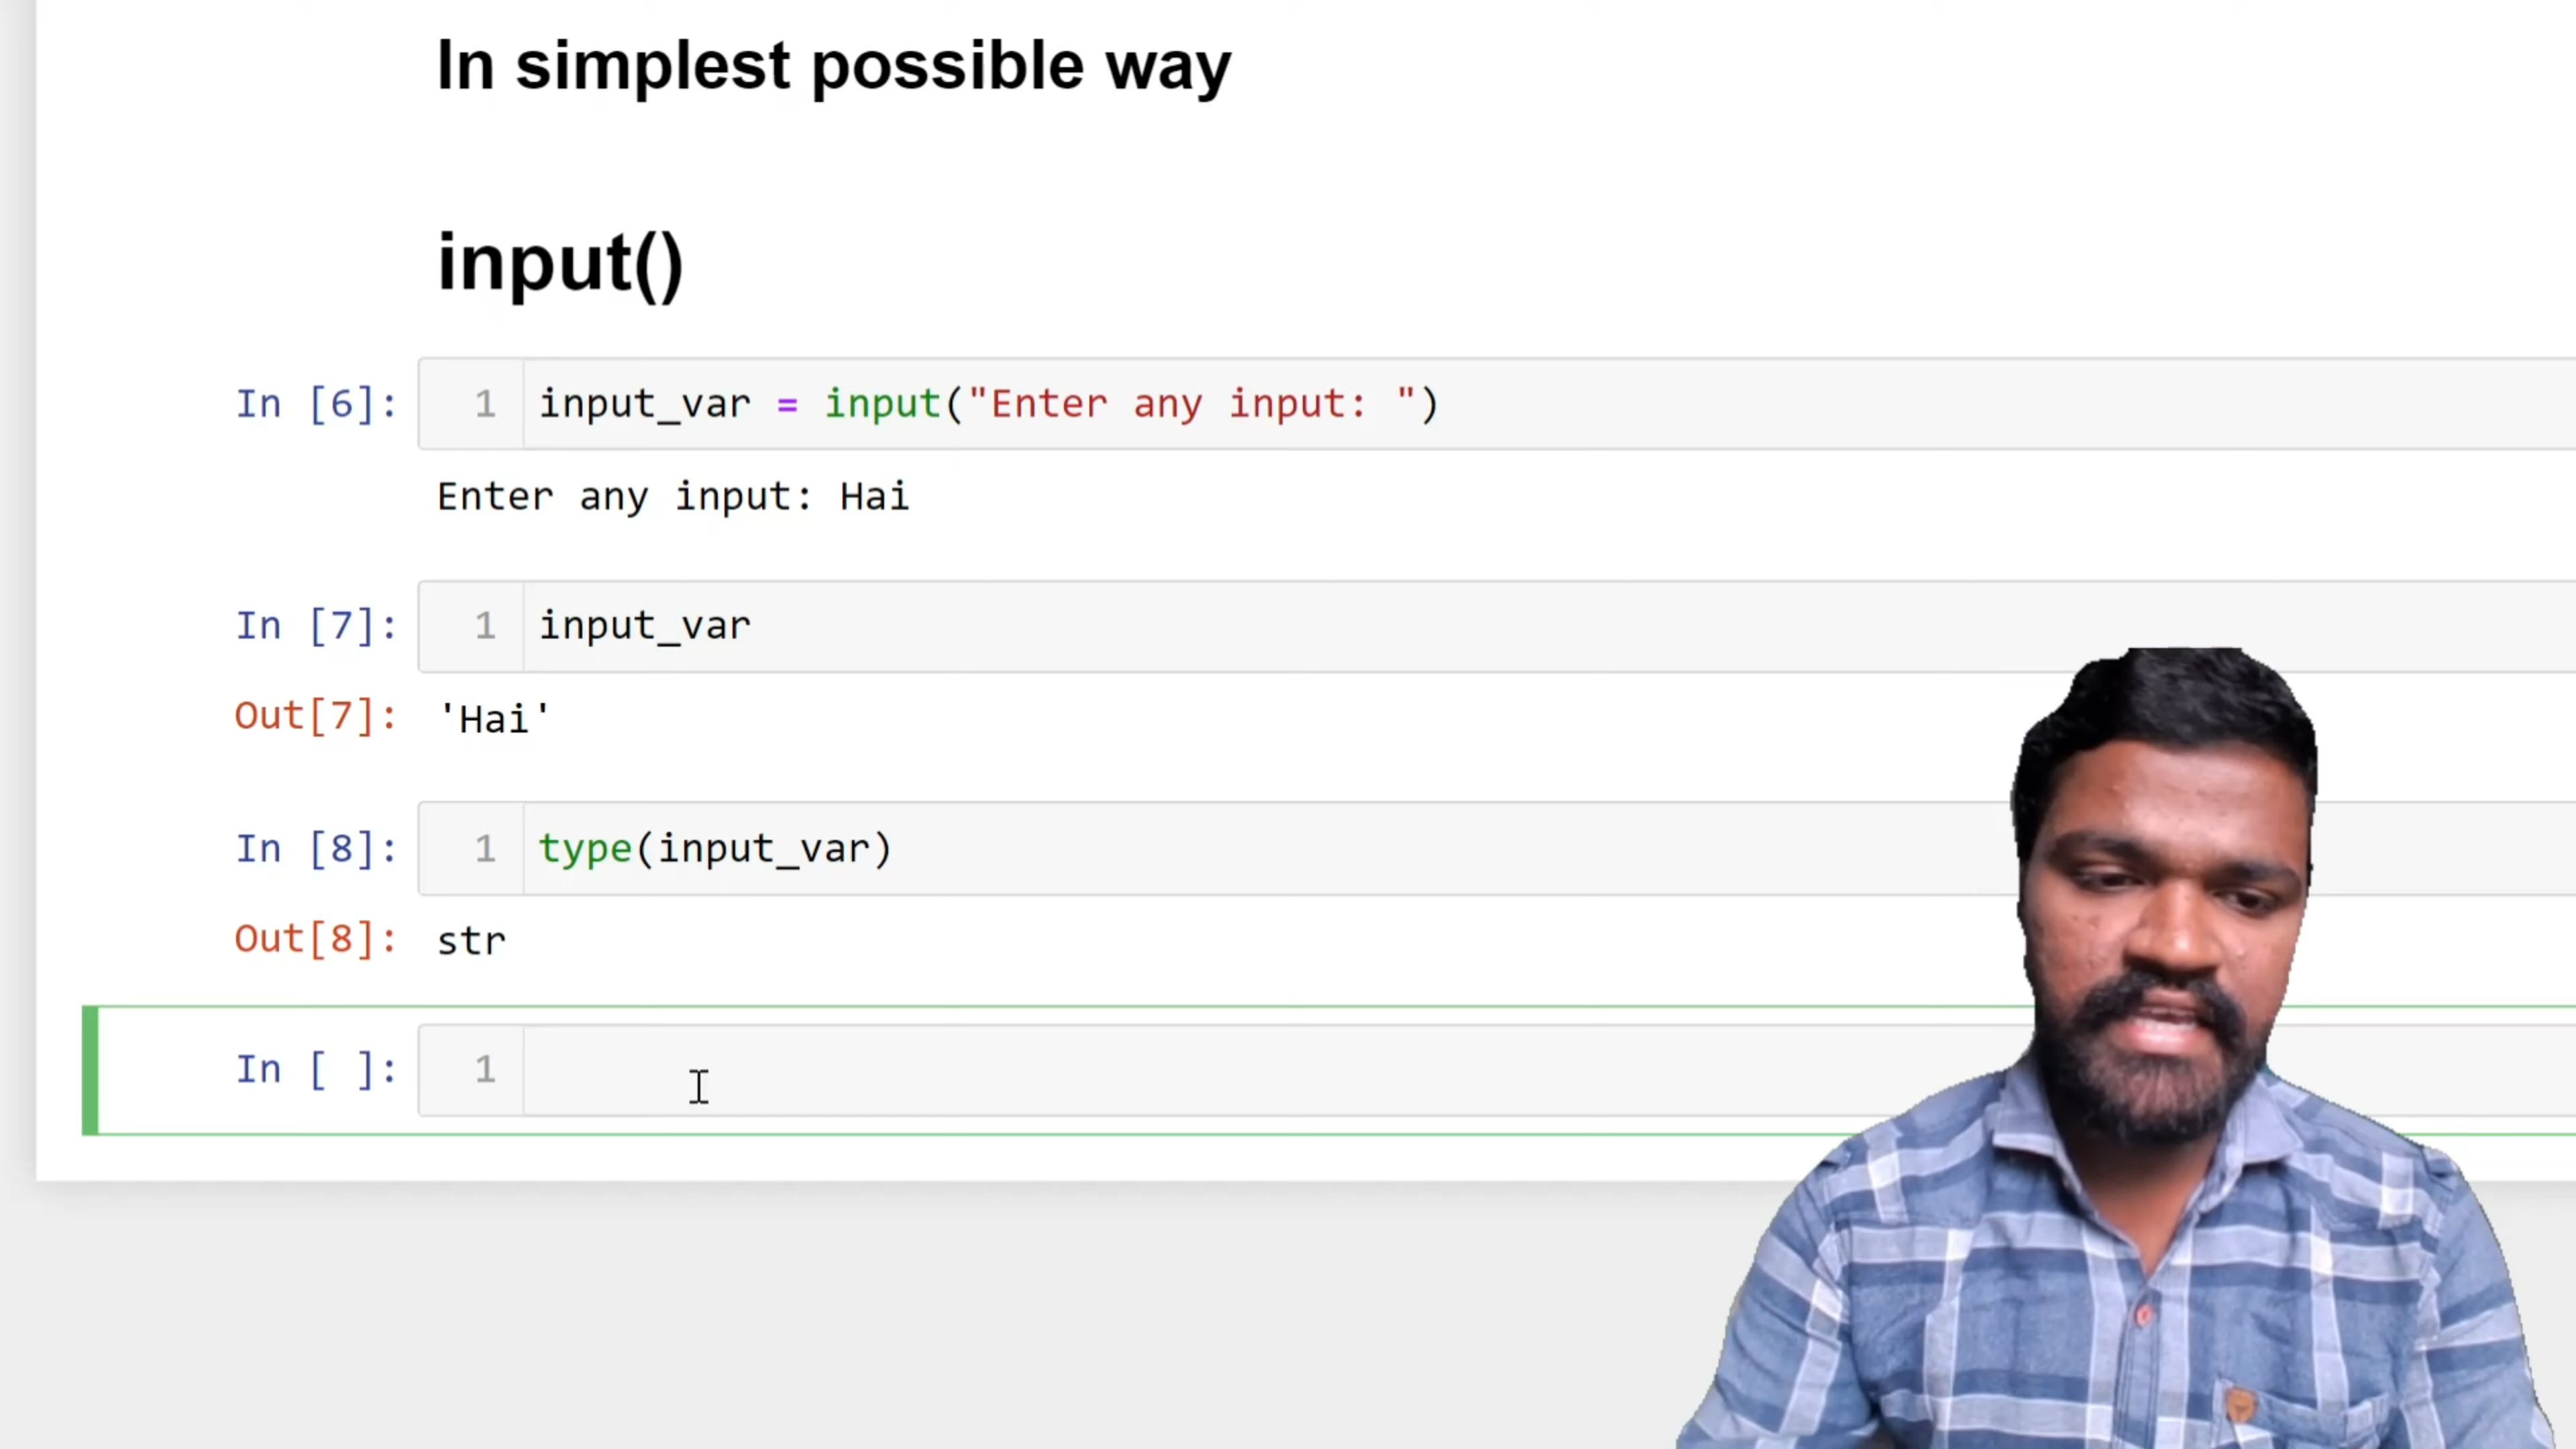 In simplest possible way
input()
In [6]: 1 input_var = input("Enter any input: ")
Enter any input: Hai
In [7]: 1 input_var
Out[7]: 'Hai'
In [8]: 1 type(input_var)
Out[8]: str
In [ ]: 1